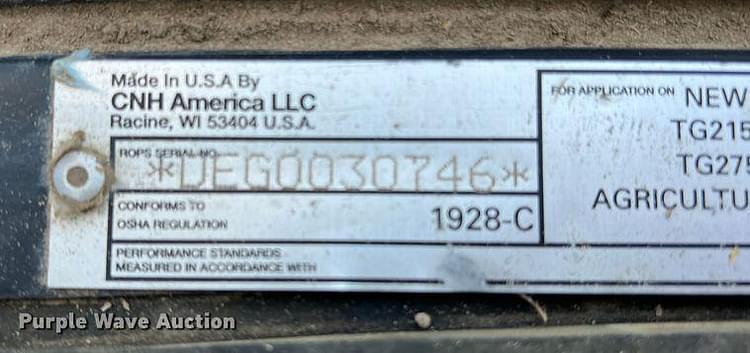 Made In U.S.A By
CNH America LLC
Racine, WI 53404 U.S.A.
ROPS SERIAL NO.
*DEG0030746*
CONFORMS TO
OSHA REGULATION
1928-C
PERFORMANCE STANDARDS
MEASURED IN ACCORDANCE WITH
FOR APPLICATION ON NEW
TG215
TG275
AGRICULTU
Purple Wave Auction